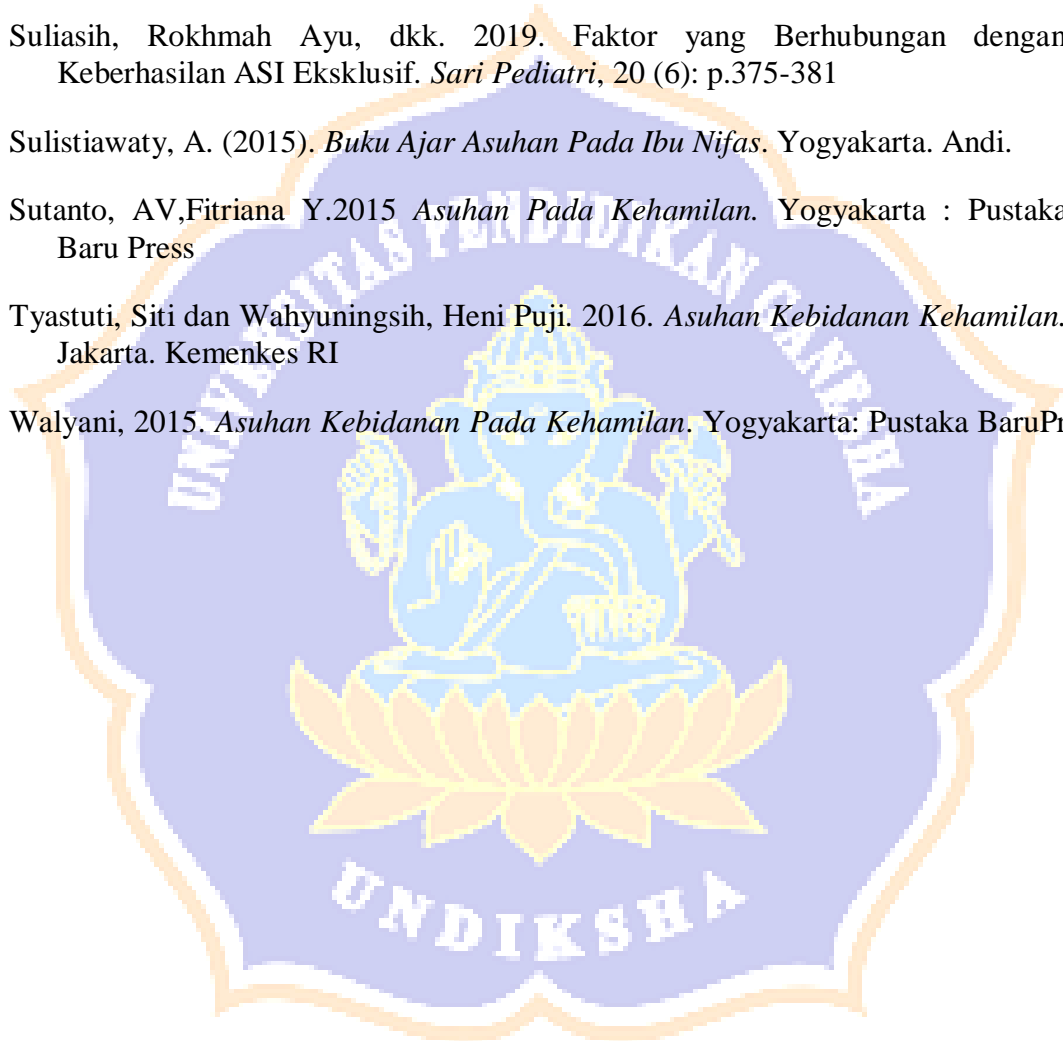 Suliasih, Rokhmah Ayu, dkk. 2019. Faktor yang Berhubungan dengan
Keberhasilan ASI Eksklusif. Sari Pediatri, 20 (6): p.375-381
Sulistiawaty, A. (2015). Buku Ajar Asuhan Pada Ibu Nifas. Yogyakarta. Andi.
Sutanto, AV,Fitriana Y.2015 Asuhan Pada Kehamilan. Yogyakarta : Pustaka
Baru Press
Tyastuti, Siti dan Wahyuningsih, Heni Puji. 2016. Asuhan Kebidanan Kehamilan.
Jakarta. Kemenkes RI
Walyani, 2015. Asuhan Kebidanan Pada Kehamilan. Yogyakarta: Pustaka BaruPr
UNIVERSITAS PENDIDIKAN GANESHA
UNDIKSHA